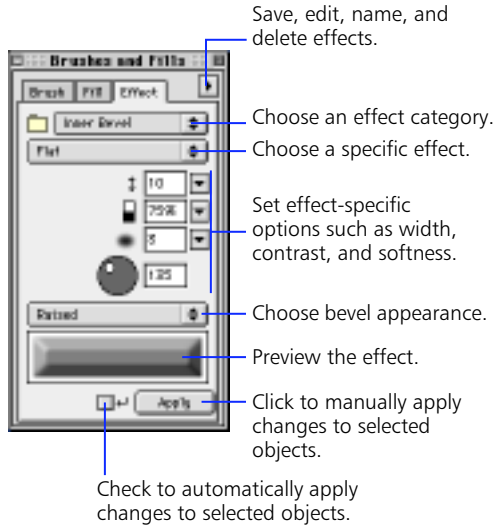 Save, edit, name, and
delete effects.
Brushes and Fills
Brush Fill Effect
Inner Bevel
Choose an effect category.
Flat
Choose a specific effect.
10
75%
3
135
Set effect-specific
options such as width,
contrast, and softness.
Raised
Choose bevel appearance.
Preview the effect.
Apply
Click to manually apply
changes to selected
objects.
Check to automatically apply
changes to selected objects.